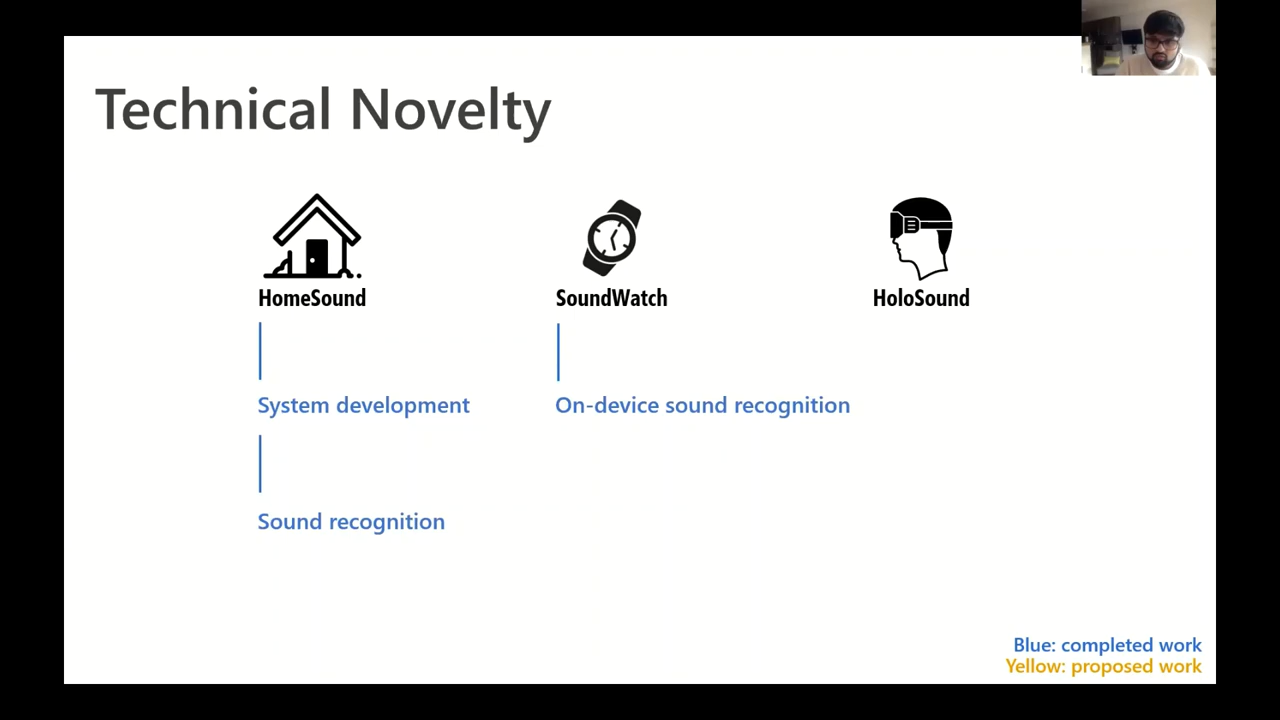 Technical Novelty
HomeSound
SoundWatch
HoloSound
System development
On-device sound recognition
Sound recognition
Blue: completed work
Yellow: proposed work